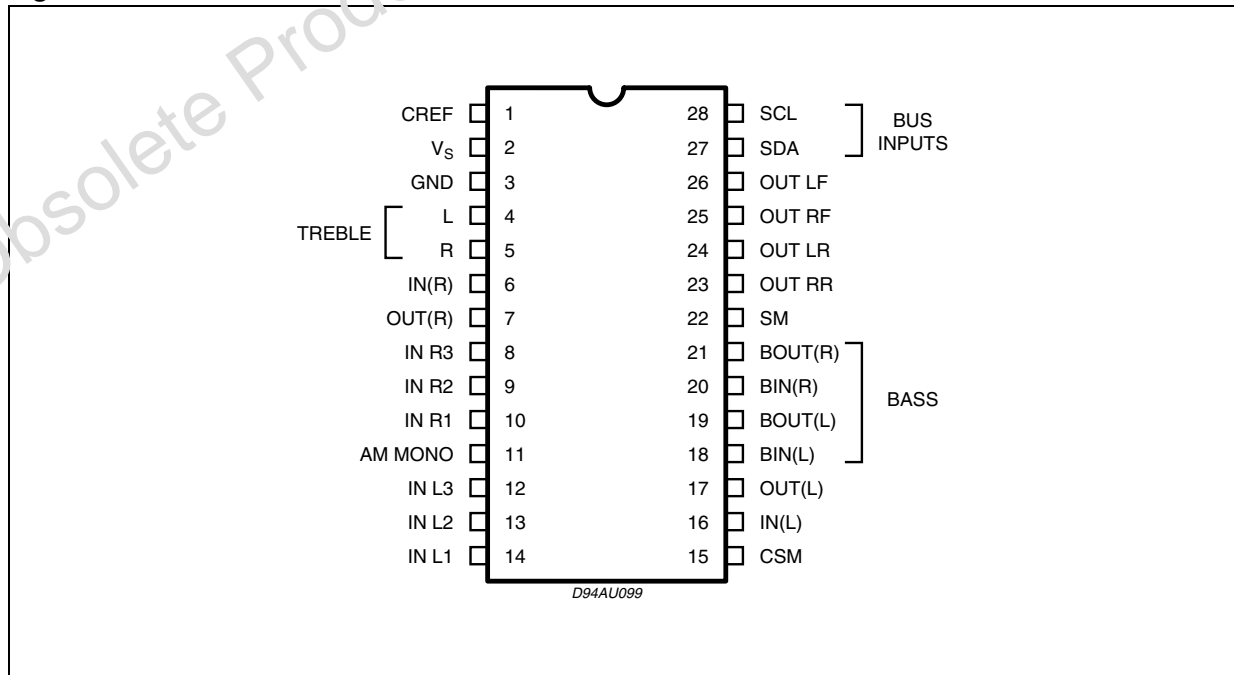 Obsolete Produ
CREF 1 28 SCL
V_S 2 27 SDA
BUS INPUTS
GND 3 26 OUT LF
TREBLE
L 4 25 OUT RF
R 5 24 OUT LR
IN(R) 6 23 OUT RR
OUT(R) 7 22 SM
IN R3 8 21 BOUT(R)
IN R2 9 20 BIN(R)
BASS
IN R1 10 19 BOUT(L)
AM MONO 11 18 BIN(L)
IN L3 12 17 OUT(L)
IN L2 13 16 IN(L)
IN L1 14 15 CSM
D94AU099